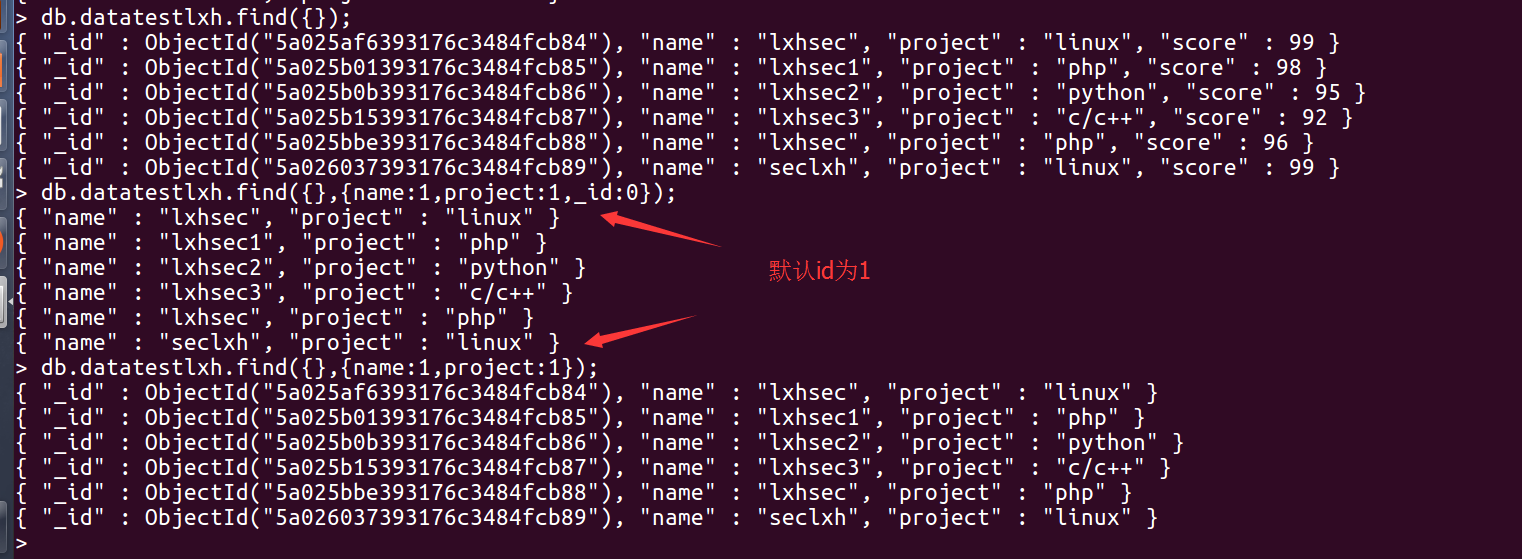 > db.datatestlxh.find({});
{ "_id" : ObjectId("5a025af6393176c3484fcb84"), "name" : "lxhsec", "project" : "linux", "score" : 99 }
{ "_id" : ObjectId("5a025b01393176c3484fcb85"), "name" : "lxhsec1", "project" : "php", "score" : 98 }
{ "_id" : ObjectId("5a025b0b393176c3484fcb86"), "name" : "lxhsec2", "project" : "python", "score" : 95 }
{ "_id" : ObjectId("5a025b15393176c3484fcb87"), "name" : "lxhsec3", "project" : "c/c++", "score" : 92 }
{ "_id" : ObjectId("5a025bbe393176c3484fcb88"), "name" : "lxhsec", "project" : "php", "score" : 96 }
{ "_id" : ObjectId("5a026037393176c3484fcb89"), "name" : "seclxh", "project" : "linux", "score" : 99 }
> db.datatestlxh.find({},{name:1,project:1,_id:0});
{ "name" : "lxhsec", "project" : "linux" }
{ "name" : "lxhsec1", "project" : "php" }
{ "name" : "lxhsec2", "project" : "python" }
默认id为1
{ "name" : "lxhsec3", "project" : "c/c++" }
{ "name" : "lxhsec", "project" : "php" }
{ "name" : "seclxh", "project" : "linux" }
> db.datatestlxh.find({},{name:1,project:1});
{ "_id" : ObjectId("5a025af6393176c3484fcb84"), "name" : "lxhsec", "project" : "linux" }
{ "_id" : ObjectId("5a025b01393176c3484fcb85"), "name" : "lxhsec1", "project" : "php" }
{ "_id" : ObjectId("5a025b0b393176c3484fcb86"), "name" : "lxhsec2", "project" : "python" }
{ "_id" : ObjectId("5a025b15393176c3484fcb87"), "name" : "lxhsec3", "project" : "c/c++" }
{ "_id" : ObjectId("5a025bbe393176c3484fcb88"), "name" : "lxhsec", "project" : "php" }
{ "_id" : ObjectId("5a026037393176c3484fcb89"), "name" : "seclxh", "project" : "linux" }
>